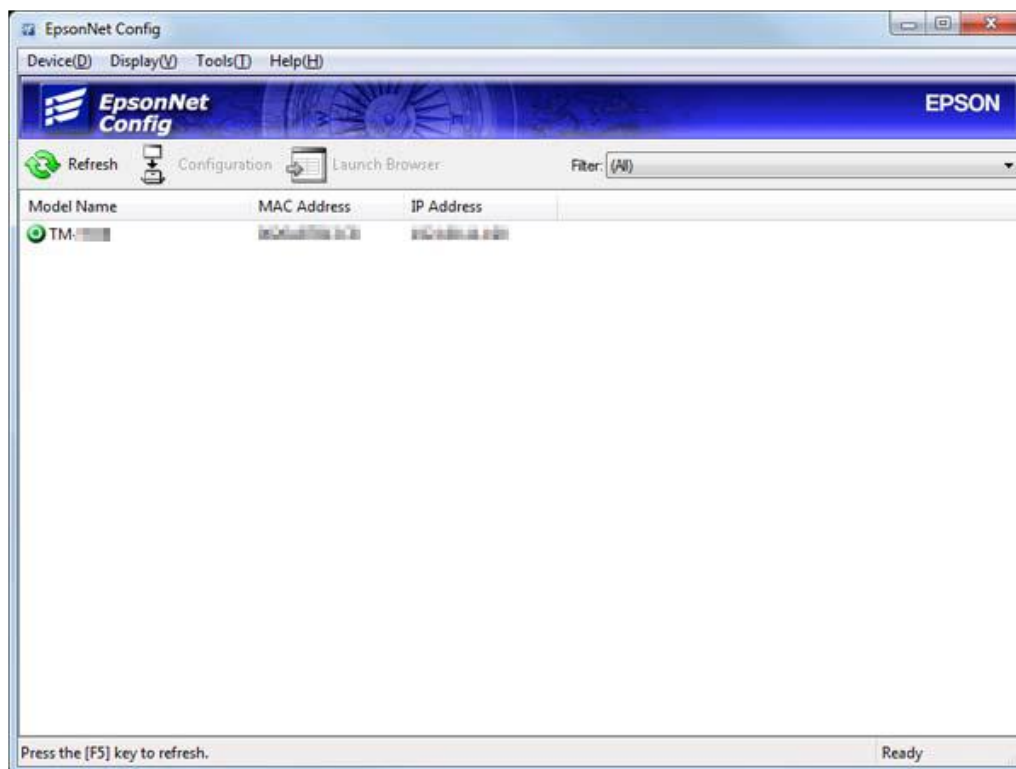 EpsonNet Config
Device(D) Display(V) Tools(T) Help(H)
EpsonNet
Config
EPSON
Refresh Configuration Launch Browser Filter: (All)
Model Name MAC Address IP Address
TM-
Press the [F5] key to refresh. Ready